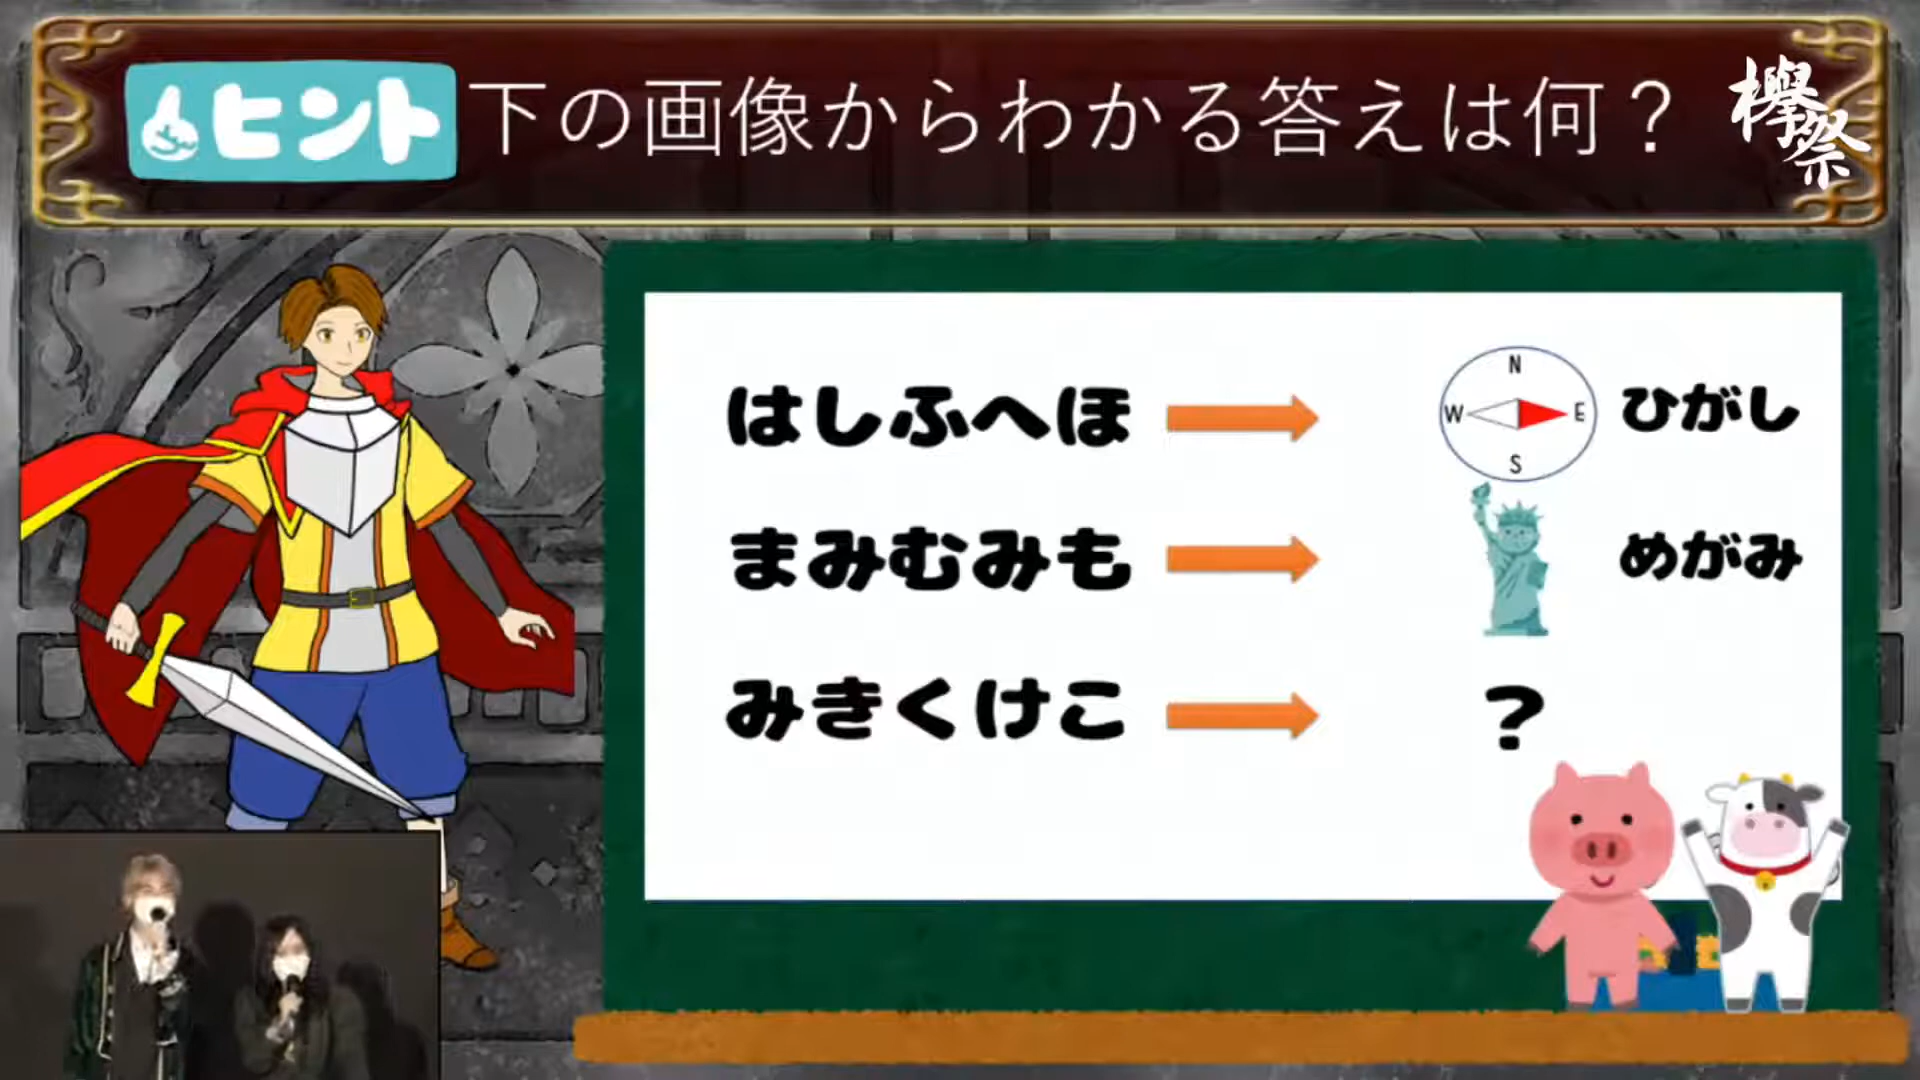 ヒント 下の画像からわかる答えは何？
欅祭
はしふへほ ひがし
N
W E
S
まみむみも めがみ
みきくけこ ？